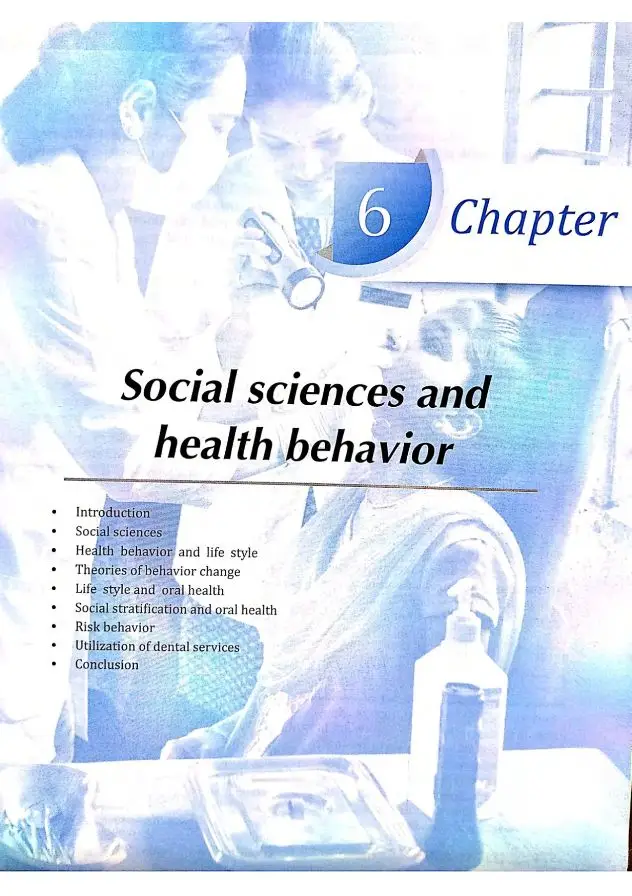 6
Chapter
Social sciences and
health behavior
• Introduction
• Social sciences
• Health behavior and life style
• Theories of behavior change
• Life style and oral health
• Social stratification and oral health
• Risk behavior
• Utilization of dental services
• Conclusion